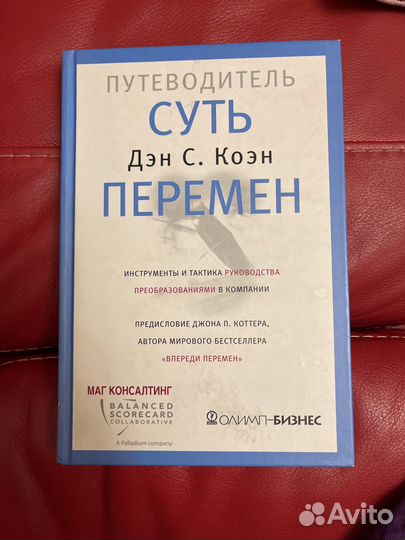 ПУТЕВОДИТЕЛЬ
СУТЬ
Дэн С. Коэн
ПЕРЕМЕН
ИНСТРУМЕНТЫ И ТАКТИКА РУКОВОДСТВА
ПРЕОБРАЗОВАНИЯМИ В КОМПАНИИ
ПРЕДИСЛОВИЕ ДЖОНА П. КОТТЕРА,
АВТОРА МИРОВОГО БЕСТСЕЛЛЕРА
«ВПЕРЕДИ ПЕРЕМЕН»
МАГ КОНСАЛТИНГ
BALANCED
SCORECARD
COLLABORATIVE
A Palladium company
ОЛИМП–БИЗНЕС
Avito